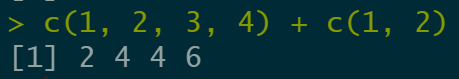 > c(1, 2, 3, 4) + c(1, 2)
[1] 2 4 4 6